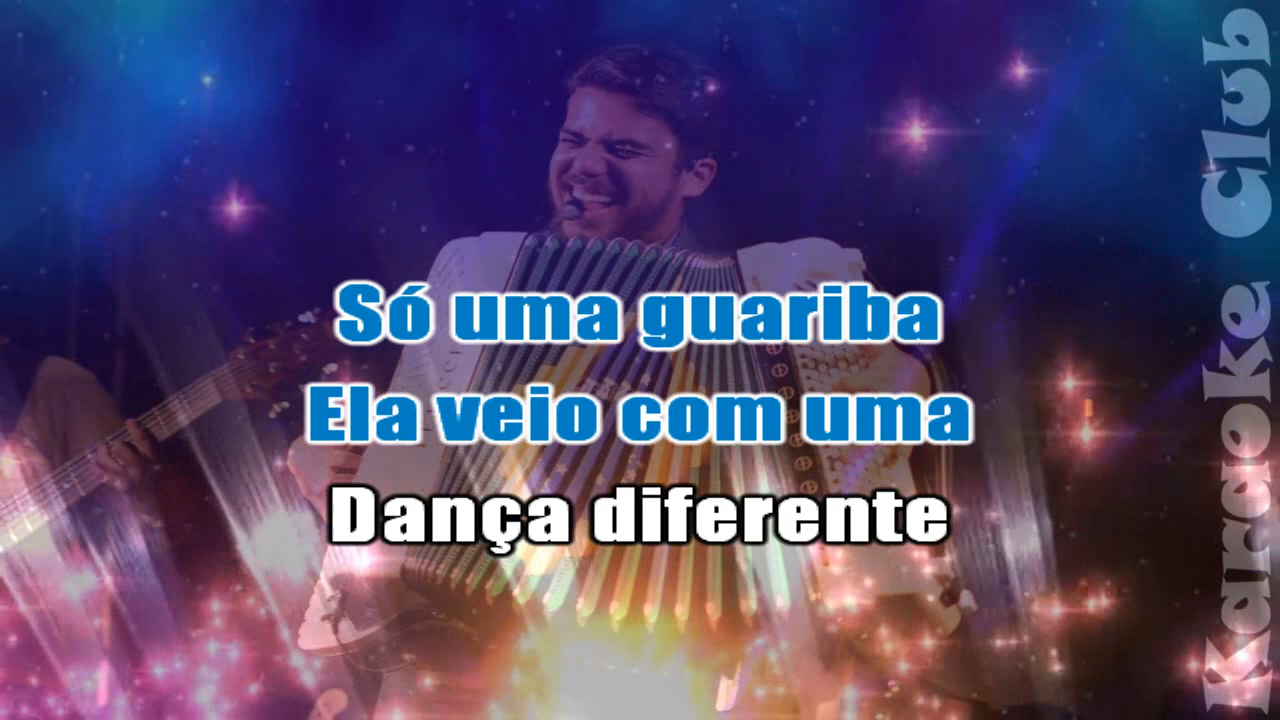 Só uma guariba
Ela veio com uma
Dança diferente
Karaoke Club